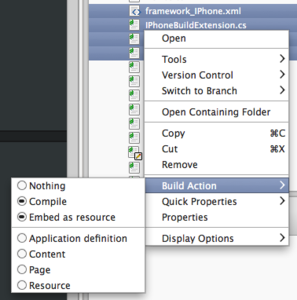 framework_IPhone.xml
IPhoneBuildExtension.cs
Open
Tools
Version Control
Switch to Branch
Open Containing Folder
Copy ⌘C
Cut ⌘X
Remove
Build Action
Quick Properties
Properties
Display Options
Nothing
Compile
Embed as resource
Application definition
Content
Page
Resource